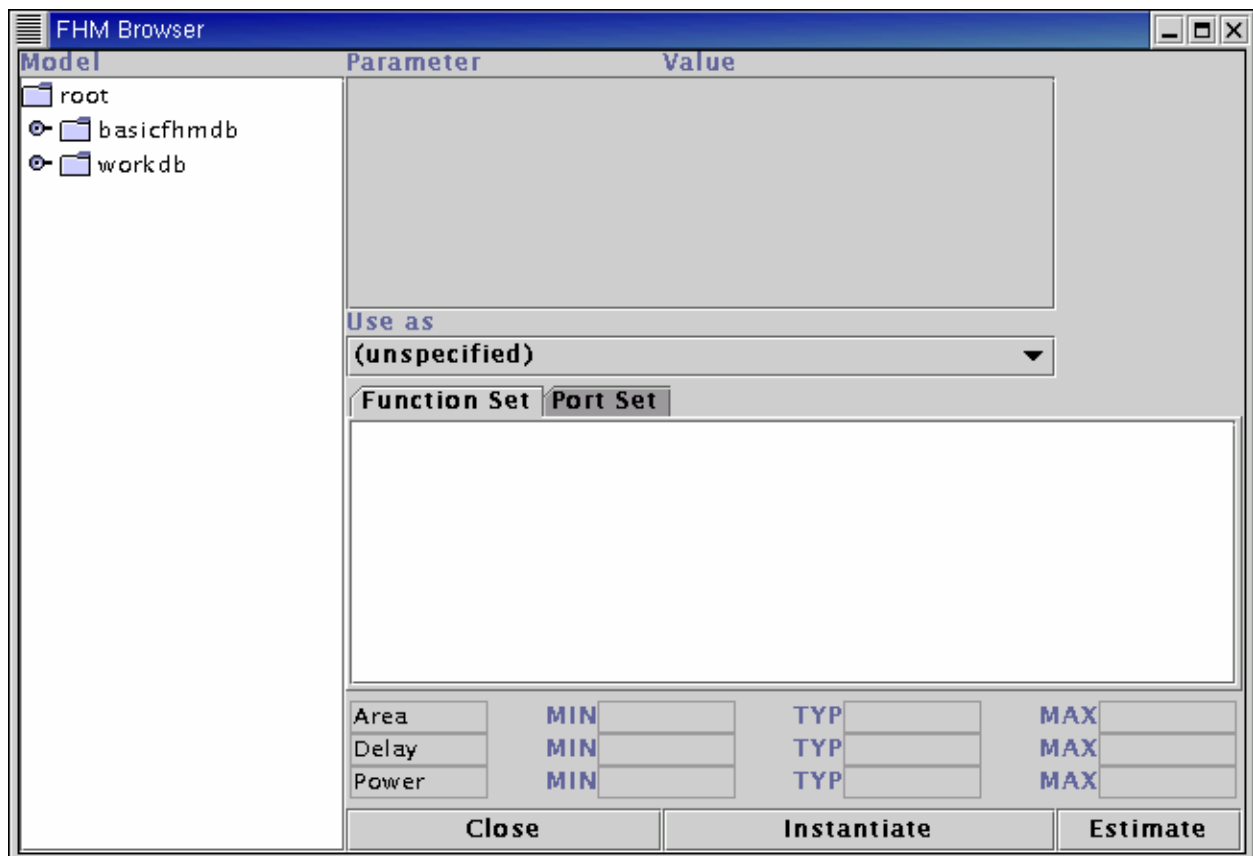 FHM Browser
Model Parameter Value
root
basicfhmdb
workdb
Use as
(unspecified)
Function Set Port Set
Area MIN TYP MAX
Delay MIN TYP MAX
Power MIN TYP MAX
Close Instantiate Estimate